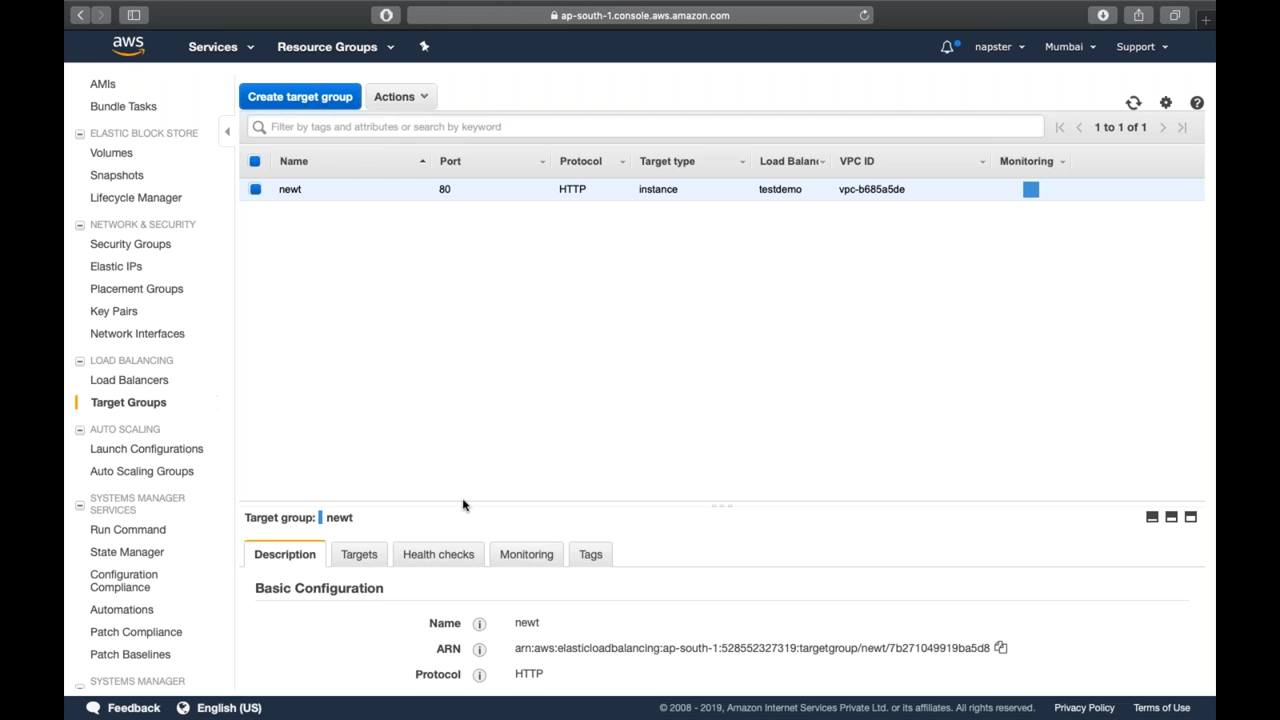 ap-south-1.console.aws.amazon.com
aws Services Resource Groups napster Mumbai Support
AMIs
Bundle Tasks
ELASTIC BLOCK STORE
Volumes
Snapshots
Lifecycle Manager
NETWORK & SECURITY
Security Groups
Elastic IPs
Placement Groups
Key Pairs
Network Interfaces
LOAD BALANCING
Load Balancers
Target Groups
AUTO SCALING
Launch Configurations
Auto Scaling Groups
SYSTEMS MANAGER
SERVICES
Run Command
State Manager
Configuration
Compliance
Automations
Patch Compliance
Patch Baselines
SYSTEMS MANAGER
Create target group Actions
Filter by tags and attributes or search by keyword 1 to 1 of 1
Name Port Protocol Target type Load Balanc VPC ID Monitoring
newt 80 HTTP instance testdemo vpc-b685a5de
Target group: newt
Description Targets Health checks Monitoring Tags
Basic Configuration
Name newt
ARN arn:aws:elasticloadbalancing:ap-south-1:528552327319:targetgroup/newt/7b271049919ba5d8
Protocol HTTP
Feedback English (US) © 2008 - 2019, Amazon Internet Services Private Ltd. or its affiliates. All rights reserved. Privacy Policy Terms of Use